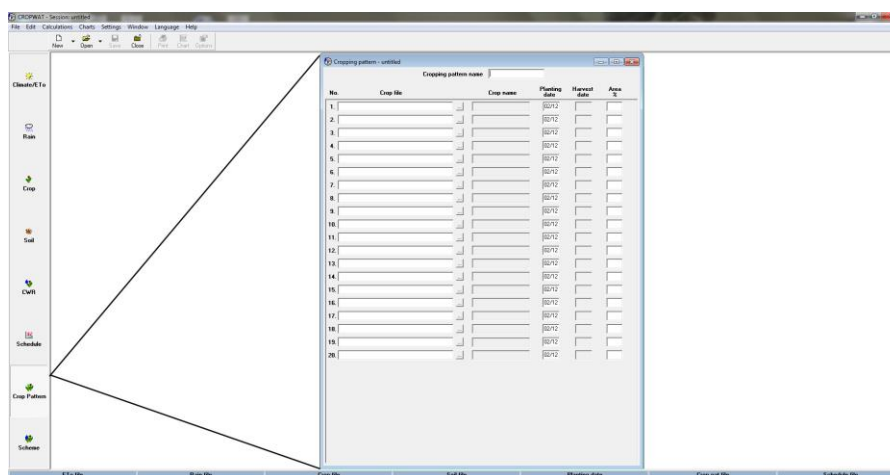 CROPWAT - Session: untitled
File Edit Calculations Charts Settings Window Language Help
New Open Save Close Print Chart Options
Climate/ETo
Rain
Crop
Soil
CWR
Schedule
Crop Pattern
Scheme
Cropping pattern - untitled
Cropping pattern name
No. Crop file Crop name Planting date Harvest date Area %
1. 02/12
2. 02/12
3. 02/12
4. 02/12
5. 02/12
6. 02/12
7. 02/12
8. 02/12
9. 02/12
10. 02/12
11. 02/12
12. 02/12
13. 02/12
14. 02/12
15. 02/12
16. 02/12
17. 02/12
18. 02/12
19. 02/12
20. 02/12
ETo file Rain file Crop file Soil file Planting date Crop pat file Schedule file